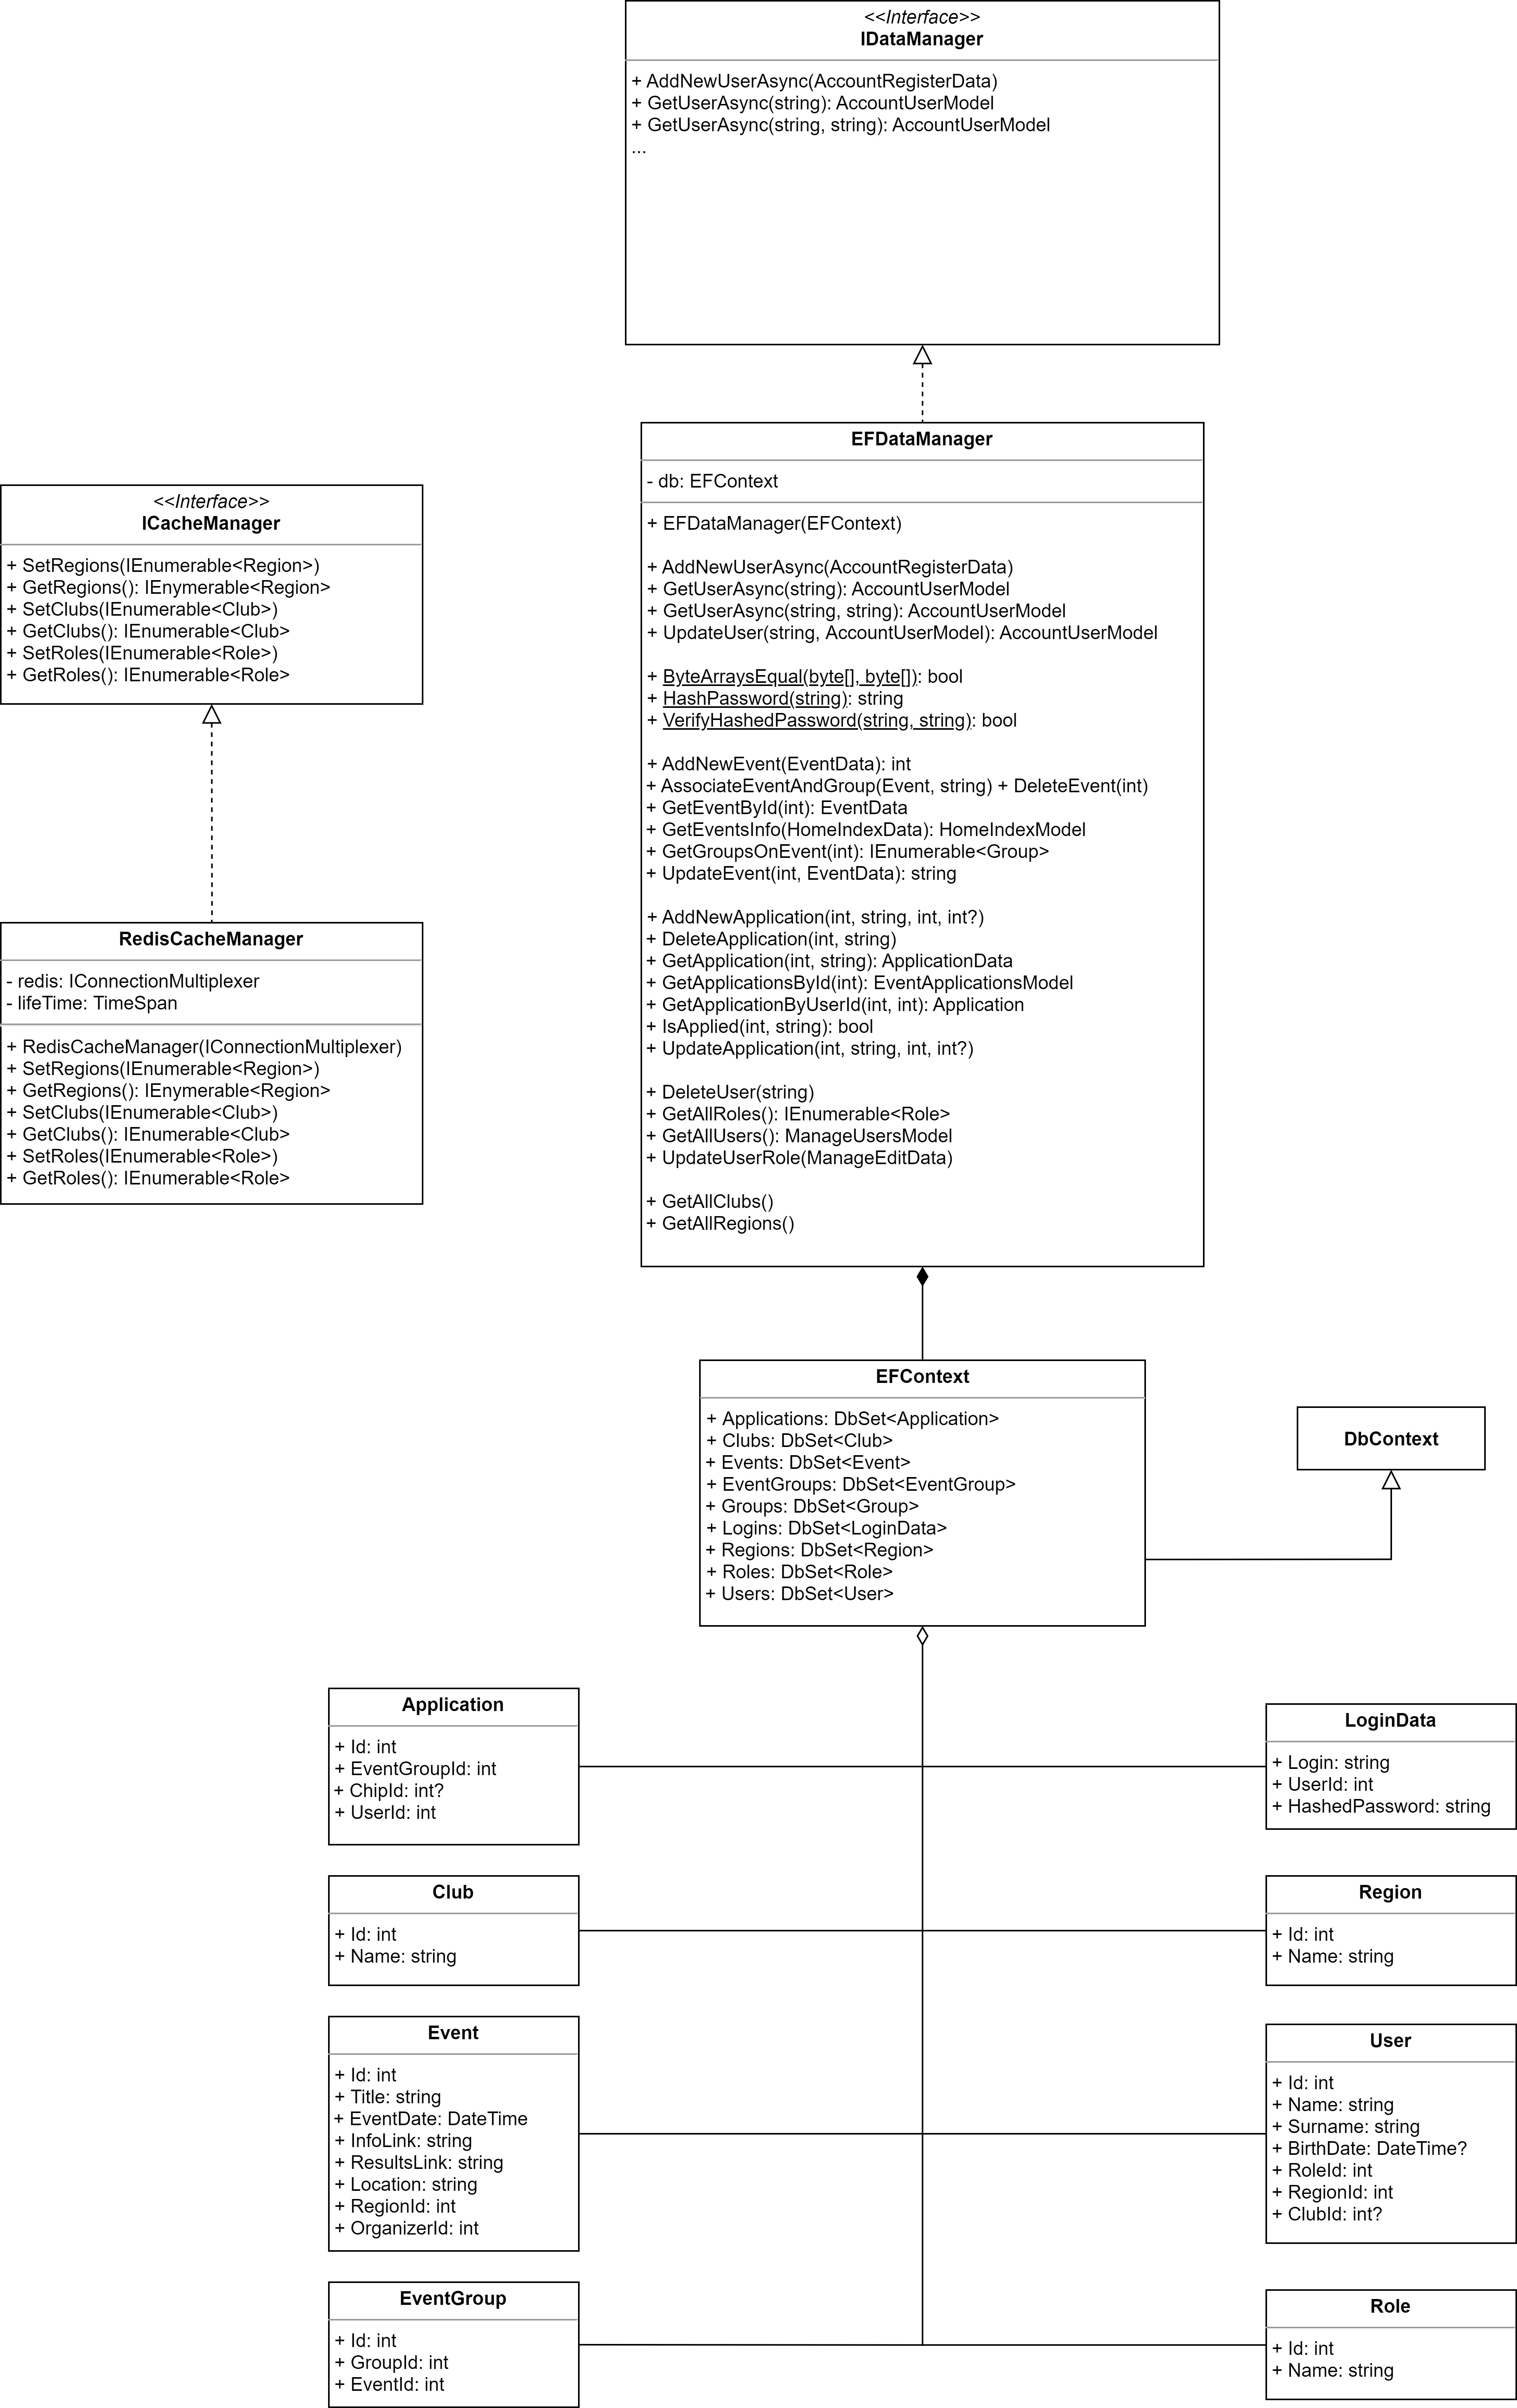 <<Interface>>
IDataManager
+ AddNewUserAsync(AccountRegisterData)
+ GetUserAsync(string): AccountUserModel
+ GetUserAsync(string, string): AccountUserModel
...
<<Interface>>
ICacheManager
+ SetRegions(IEnumerable<Region>)
+ GetRegions(): IEnymerable<Region>
+ SetClubs(IEnumerable<Club>)
+ GetClubs(): IEnumerable<Club>
+ SetRoles(IEnumerable<Role>)
+ GetRoles(): IEnumerable<Role>
RedisCacheManager
- redis: IConnectionMultiplexer
- lifeTime: TimeSpan
+ RedisCacheManager(IConnectionMultiplexer)
+ SetRegions(IEnumerable<Region>)
+ GetRegions(): IEnymerable<Region>
+ SetClubs(IEnumerable<Club>)
+ GetClubs(): IEnumerable<Club>
+ SetRoles(IEnumerable<Role>)
+ GetRoles(): IEnumerable<Role>
EFDataManager
- db: EFContext
+ EFDataManager(EFContext)
+ AddNewUserAsync(AccountRegisterData)
+ GetUserAsync(string): AccountUserModel
+ GetUserAsync(string, string): AccountUserModel
+ UpdateUser(string, AccountUserModel): AccountUserModel
+ ByteArraysEqual(byte[], byte[]): bool
+ HashPassword(string): string
+ VerifyHashedPassword(string, string): bool
+ AddNewEvent(EventData): int
+ AssociateEventAndGroup(Event, string) + DeleteEvent(int)
+ GetEventById(int): EventData
+ GetEventsInfo(HomeIndexData): HomeIndexModel
+ GetGroupsOnEvent(int): IEnumerable<Group>
+ UpdateEvent(int, EventData): string
+ AddNewApplication(int, string, int, int?)
+ DeleteApplication(int, string)
+ GetApplication(int, string): ApplicationData
+ GetApplicationsById(int): EventApplicationsModel
+ GetApplicationByUserId(int, int): Application
+ IsApplied(int, string): bool
+ UpdateApplication(int, string, int, int?)
+ DeleteUser(string)
+ GetAllRoles(): IEnumerable<Role>
+ GetAllUsers(): ManageUsersModel
+ UpdateUserRole(ManageEditData)
+ GetAllClubs()
+ GetAllRegions()
EFContext
+ Applications: DbSet<Application>
+ Clubs: DbSet<Club>
+ Events: DbSet<Event>
+ EventGroups: DbSet<EventGroup>
+ Groups: DbSet<Group>
+ Logins: DbSet<LoginData>
+ Regions: DbSet<Region>
+ Roles: DbSet<Role>
+ Users: DbSet<User>
DbContext
Application
+ Id: int
+ EventGroupId: int
+ ChipId: int?
+ UserId: int
LoginData
+ Login: string
+ UserId: int
+ HashedPassword: string
Club
+ Id: int
+ Name: string
Region
+ Id: int
+ Name: string
Event
+ Id: int
+ Title: string
+ EventDate: DateTime
+ InfoLink: string
+ ResultsLink: string
+ Location: string
+ RegionId: int
+ OrganizerId: int
User
+ Id: int
+ Name: string
+ Surname: string
+ BirthDate: DateTime?
+ RoleId: int
+ RegionId: int
+ ClubId: int?
EventGroup
+ Id: int
+ GroupId: int
+ EventId: int
Role
+ Id: int
+ Name: string